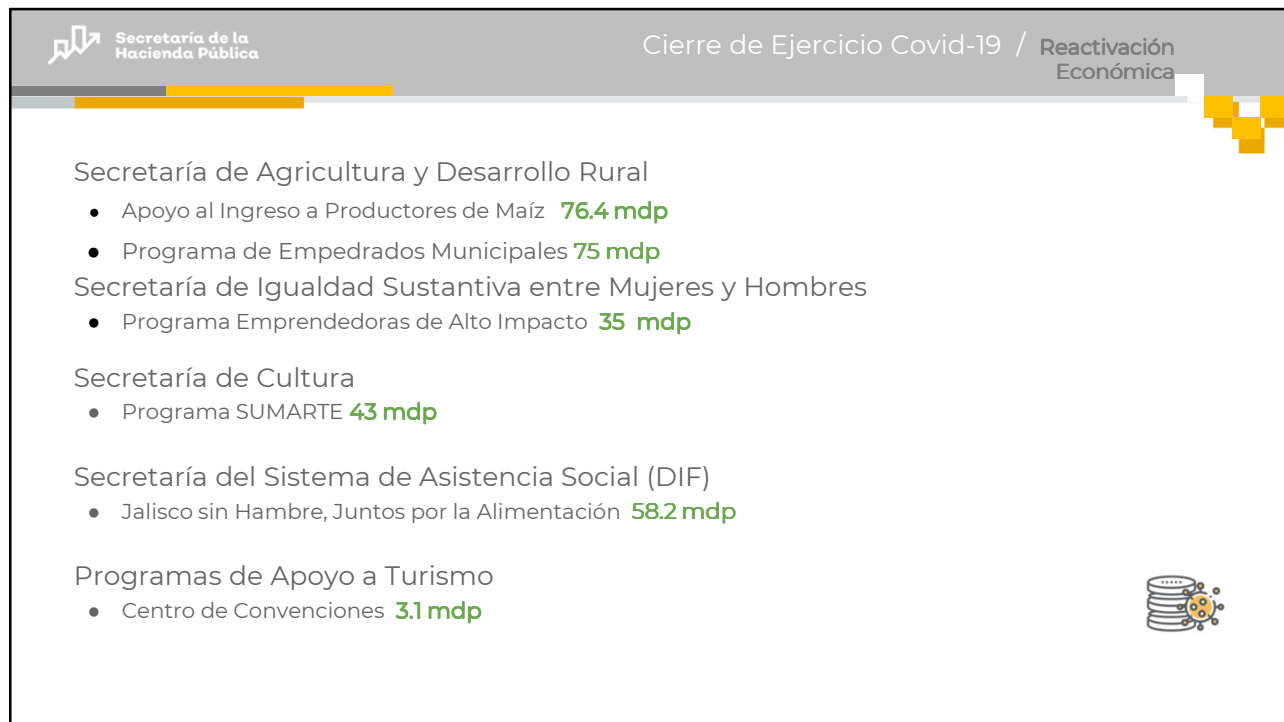 Secretaría de la
Hacienda Pública
Cierre de Ejercicio Covid-19 / Reactivación
Económica
Secretaría de Agricultura y Desarrollo Rural
● Apoyo al Ingreso a Productores de Maíz 76.4 mdp
● Programa de Empedrados Municipales 75 mdp
Secretaría de Igualdad Sustantiva entre Mujeres y Hombres
● Programa Emprendedoras de Alto Impacto 35 mdp
Secretaría de Cultura
● Programa SUMARTE 43 mdp
Secretaría del Sistema de Asistencia Social (DIF)
● Jalisco sin Hambre, Juntos por la Alimentación 58.2 mdp
Programas de Apoyo a Turismo
● Centro de Convenciones 3.1 mdp